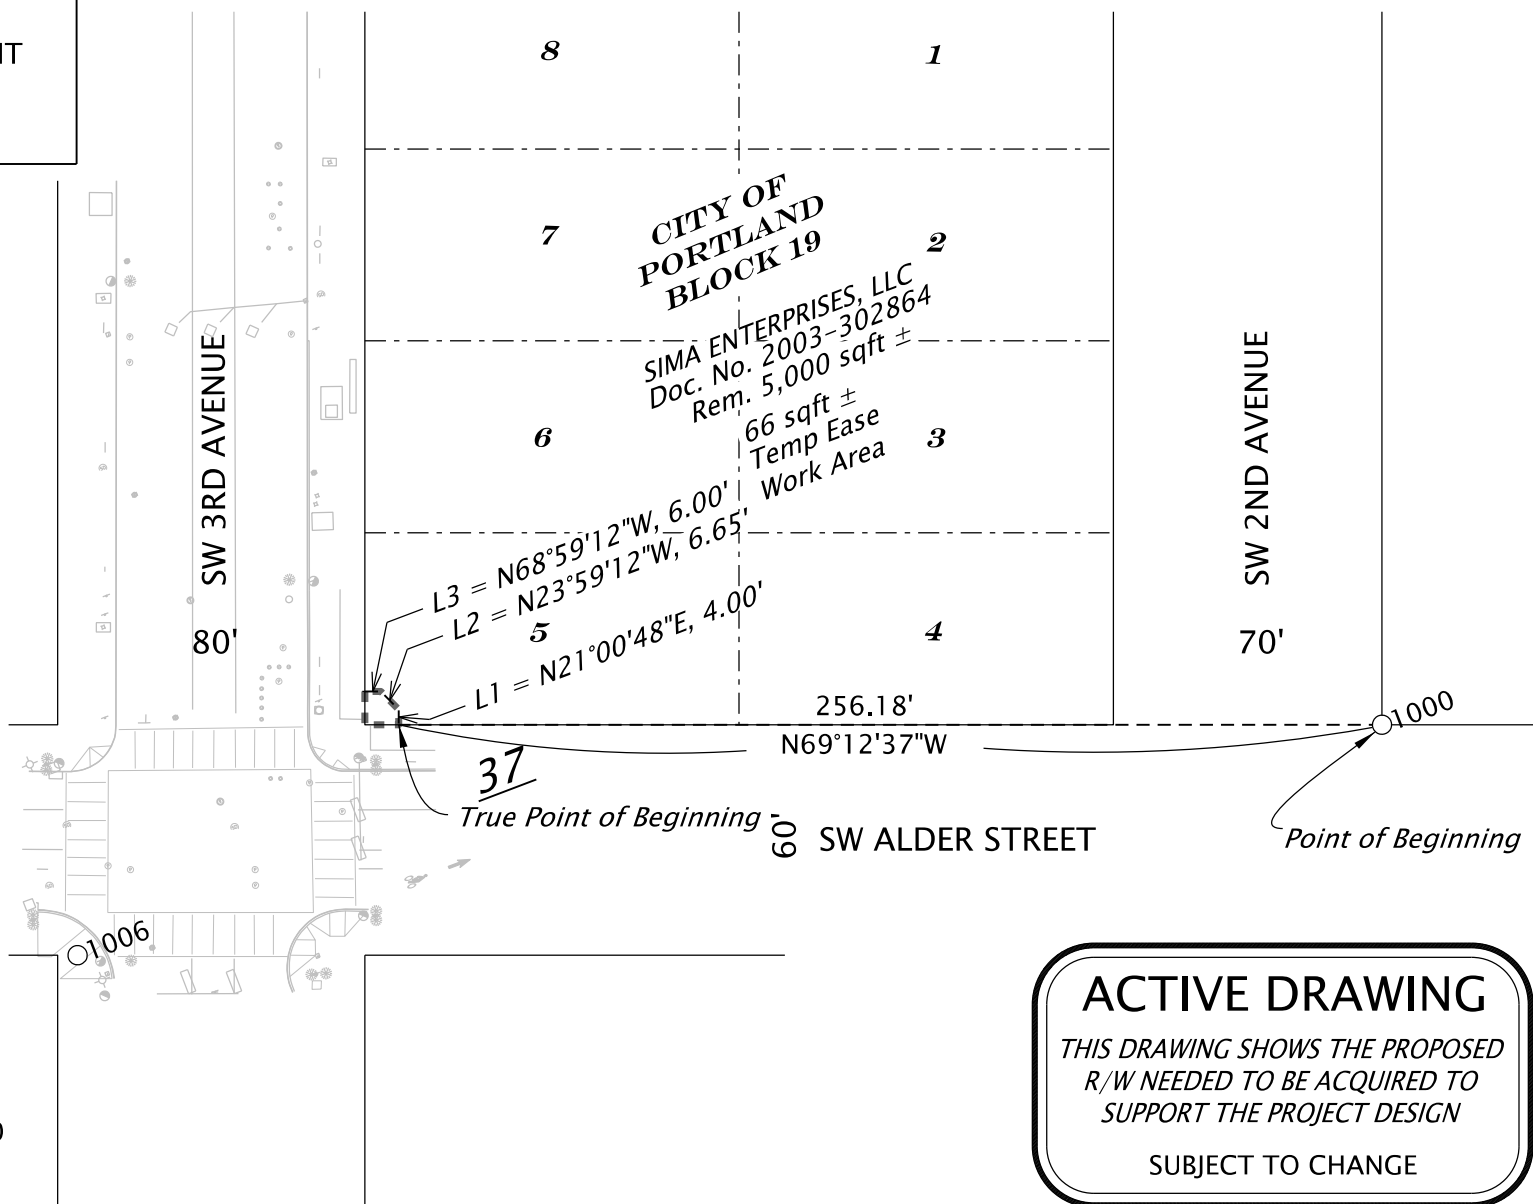 IT
8
1
7
2
CITY OF
PORTLAND
BLOCK 19
SIMA ENTERPRISES, LLC
Doc. No. 2003-302864
Rem. 5,000 sqft ±
66 sqft ±
Temp Ease
Work Area
6
3
SW 3RD AVENUE
80'
SW 2ND AVENUE
70'
L3 = N68°59'12"W, 6.00'
L2 = N23°59'12"W, 6.65'
L1 = N21°00'48"E, 4.00'
5
4
256.18'
N69°12'37"W
1000
37
True Point of Beginning
60'
SW ALDER STREET
Point of Beginning
1006
ACTIVE DRAWING
THIS DRAWING SHOWS THE PROPOSED
R/W NEEDED TO BE ACQUIRED TO
SUPPORT THE PROJECT DESIGN
SUBJECT TO CHANGE